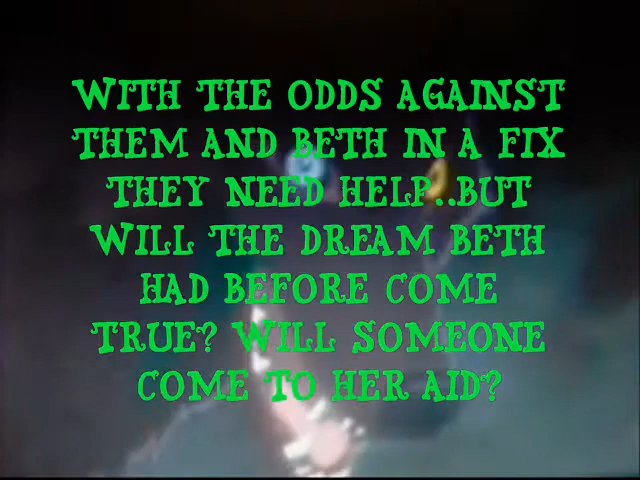 WITH THE ODDS AGAINST
THEM AND BETH IN A FIX
THEY NEED HELP..BUT
WILL THE DREAM BETH
HAD BEFORE COME
TRUE? WILL SOMEONE
COME TO HER AID?